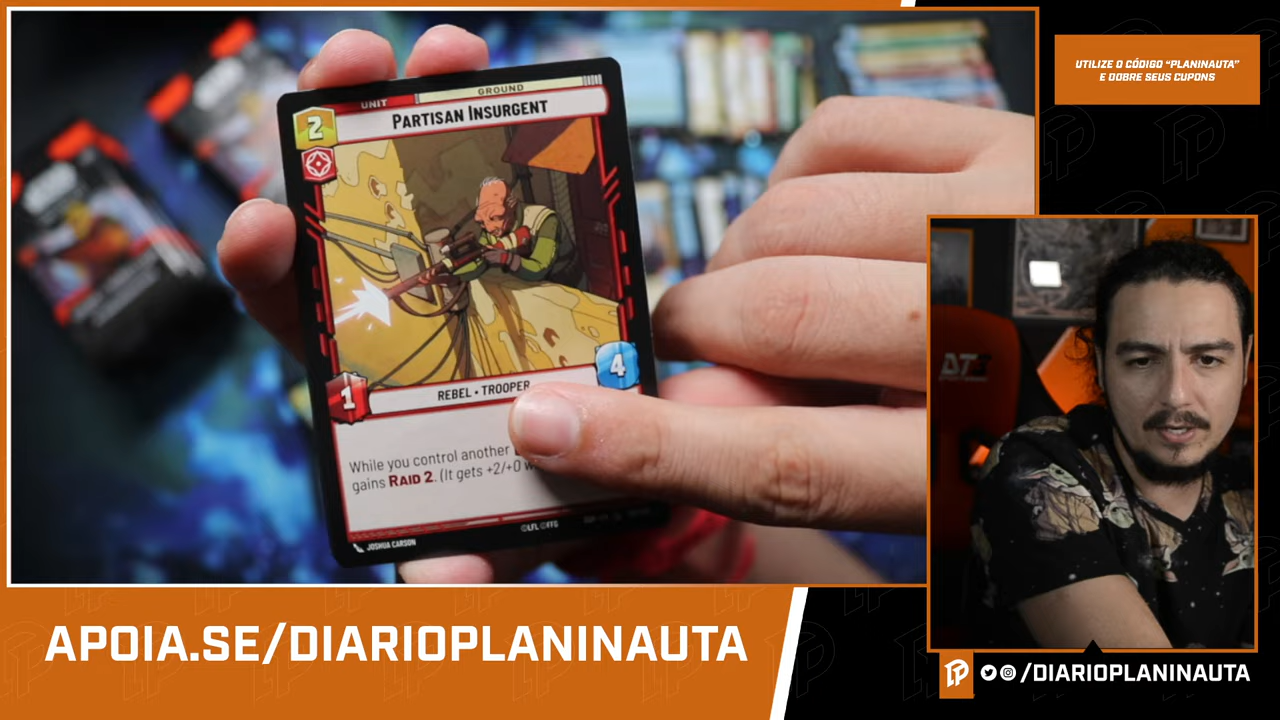 UNIT
GROUND
2
PARTISAN INSURGENT
1
4
REBEL • TROOPER
While you control another
gains RAID 2. (It gets +2/+0
JOSHUA CARSON
©LFL ©FFG
UTILIZE O CÓDIGO “PLANINAUTA”
E DOBRE SEUS CUPONS
APOIA.SE/DIARIOPLANINAUTA
/DIARIOPLANINAUTA